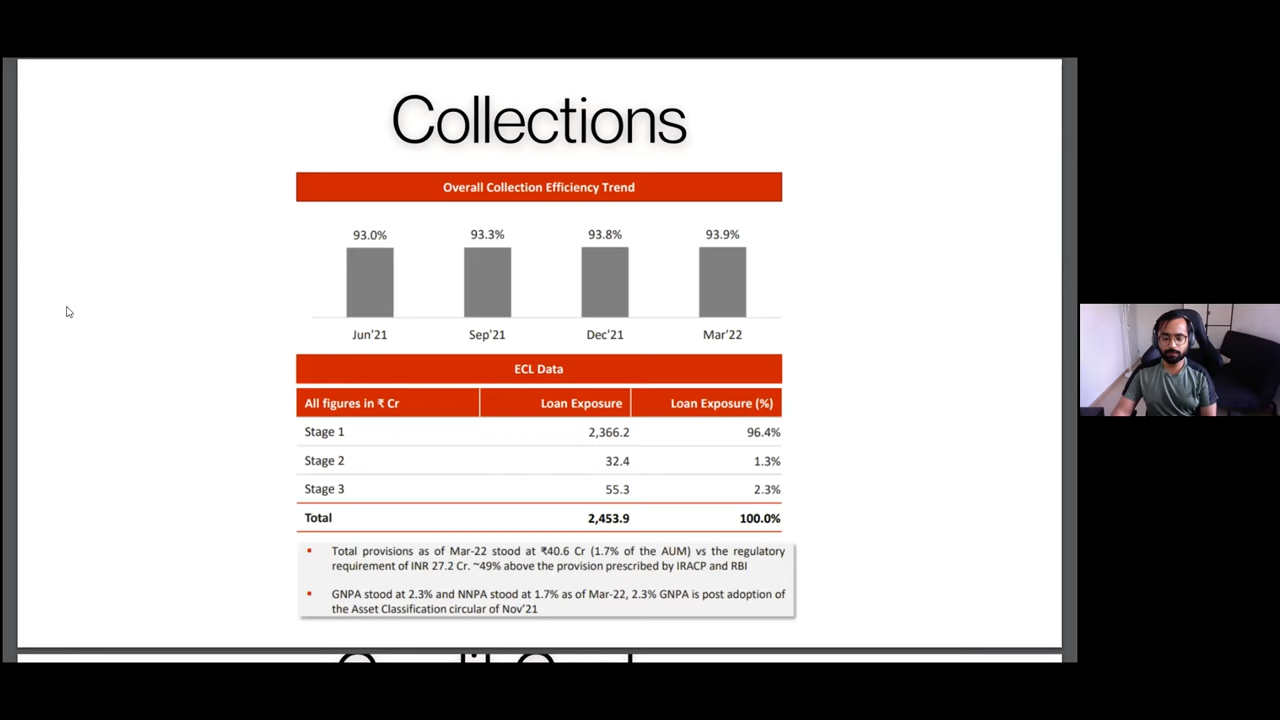 Collections
Overall Collection Efficiency Trend
93.0% 93.3% 93.8% 93.9%
Jun'21 Sep'21 Dec'21 Mar'22
ECL Data
All figures in ₹ Cr Loan Exposure Loan Exposure (%)
Stage 1 2,366.2 96.4%
Stage 2 32.4 1.3%
Stage 3 55.3 2.3%
Total 2,453.9 100.0%
Total provisions as of Mar-22 stood at ₹40.6 Cr (1.7% of the AUM) vs the regulatory
requirement of INR 27.2 Cr. ~49% above the provision prescribed by IRACP and RBI
GNPA stood at 2.3% and NNPA stood at 1.7% as of Mar-22, 2.3% GNPA is post adoption of
the Asset Classification circular of Nov'21